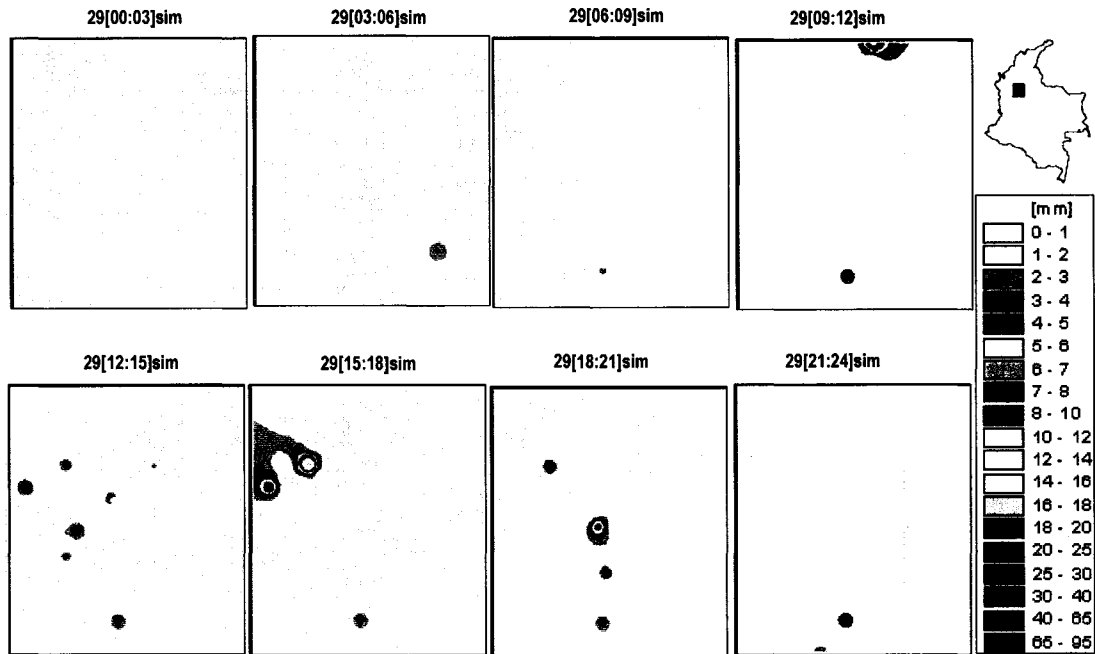 29[00:03]sim
29[03:06]sim
29[06:09]sim
29[09:12]sim
29[12:15]sim
29[15:18]sim
29[18:21]sim
29[21:24]sim
[mm]
0 - 1
1 - 2
2 - 3
3 - 4
4 - 5
5 - 6
6 - 7
7 - 8
8 - 10
10 - 12
12 - 14
14 - 16
16 - 18
18 - 20
20 - 25
25 - 30
30 - 40
40 - 65
65 - 95